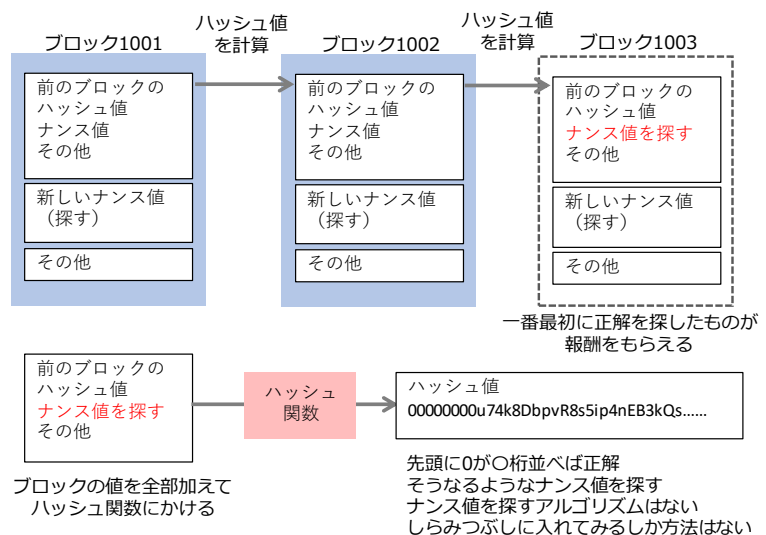 ハッシュ値
を計算
ハッシュ値
を計算
ブロック1001
ブロック1002
ブロック1003
前のブロックの
ハッシュ値
ナンス値
その他
新しいナンス値
（探す）
その他
前のブロックの
ハッシュ値
ナンス値
その他
新しいナンス値
（探す）
その他
前のブロックの
ハッシュ値
ナンス値を探す
その他
新しいナンス値
（探す）
その他
一番最初に正解を探したものが
報酬をもらえる
前のブロックの
ハッシュ値
ナンス値を探す
その他
ハッシュ
関数
ハッシュ値
00000000u74k8DbpvR8s5ip4nEB3kQs......
ブロックの値を全部加えて
ハッシュ関数にかける
先頭に0が〇桁並べば正解
そうなるようなナンス値を探す
ナンス値を探すアルゴリズムはない
しらみつぶしに入れてみるしか方法はない